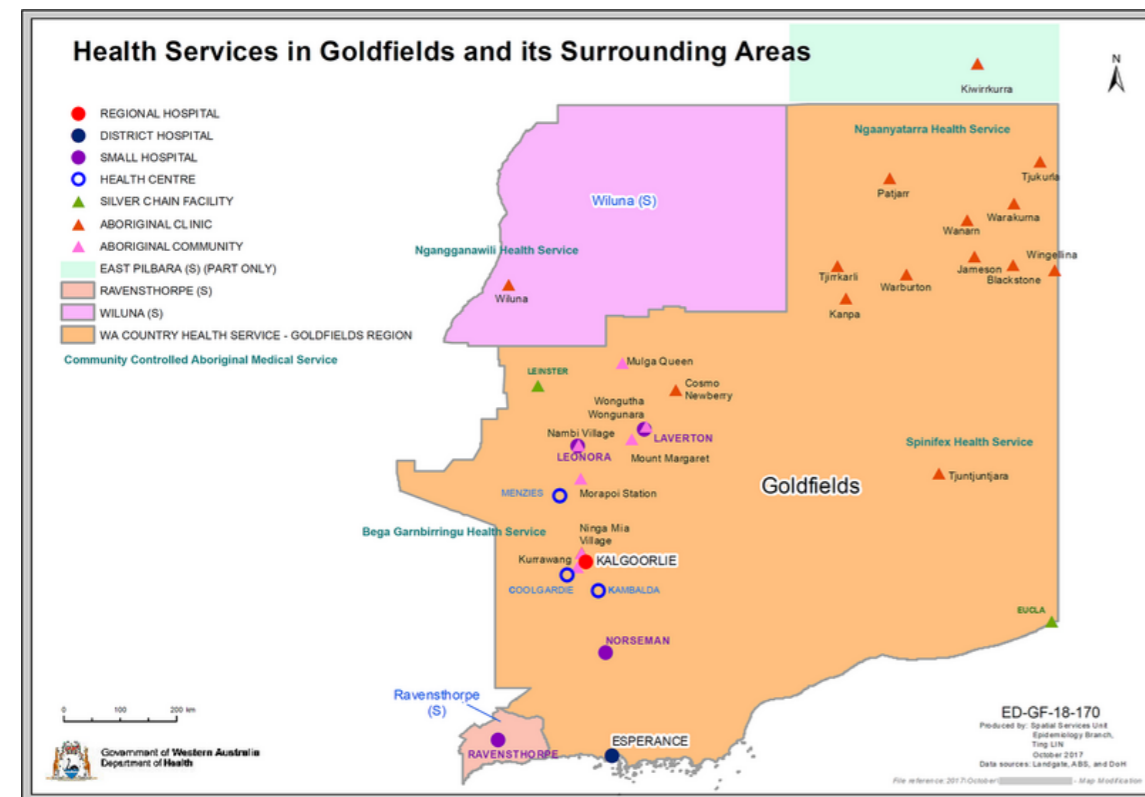 Health Services in Goldfields and its Surrounding Areas
N
REGIONAL HOSPITAL
DISTRICT HOSPITAL
SMALL HOSPITAL
HEALTH CENTRE
SILVER CHAIN FACILITY
ABORIGINAL CLINIC
ABORIGINAL COMMUNITY
EAST PILBARA (S) (PART ONLY)
RAVENSTHORPE (S)
WILUNA (S)
WA COUNTRY HEALTH SERVICE - GOLDFIELDS REGION
Community Controlled Aboriginal Medical Service
Kiwirrkurra
Ngaanyatarra Health Service
Tjukurla
Patjarr
Wiluna (S)
Warakurna
Wanarn
Ngangganawili Health Service
Wingellina
Jameson
Blackstone
Tjirrkarli
Warburton
Wiluna
Kanpa
Mulga Queen
LEINSTER
Cosmo
Newberry
Wongutha
Wongunara
Nambi Village
LAVERTON
LEONORA
Mount Margaret
Spinifex Health Service
Tjuntjuntjara
Goldfields
MENZIES
Morapoi Station
Bega Garnbirringu Health Service
Ninga Mia
Village
Kurrawang
KALGOORLIE
COOLGARDIE
KAMBALDA
EUCLA
NORSEMAN
Ravensthorpe
(S)
ESPERANCE
RAVENSTHORPE
0 100 200 km
Government of Western Australia
Department of Health
ED-GF-18-170
Produced by: Spatial Services Unit
Epidemiology Branch,
Ting LIN
October 2017
Data sources: Landgate, ABS, and DoH
File reference: 2017\October\ - Map Modification